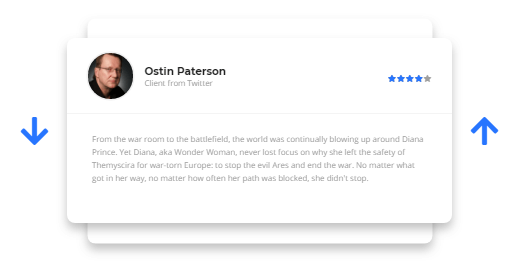 Ostin Paterson
Client from Twitter
From the war room to the battlefield, the world was continually blowing up around Diana
Prince. Yet Diana, aka Wonder Woman, never lost focus on why she left the safety of
Themyscira for war-torn Europe: to stop the evil Ares and end the war. No matter what
got in her way, no matter how often her path was blocked, she didn't stop.